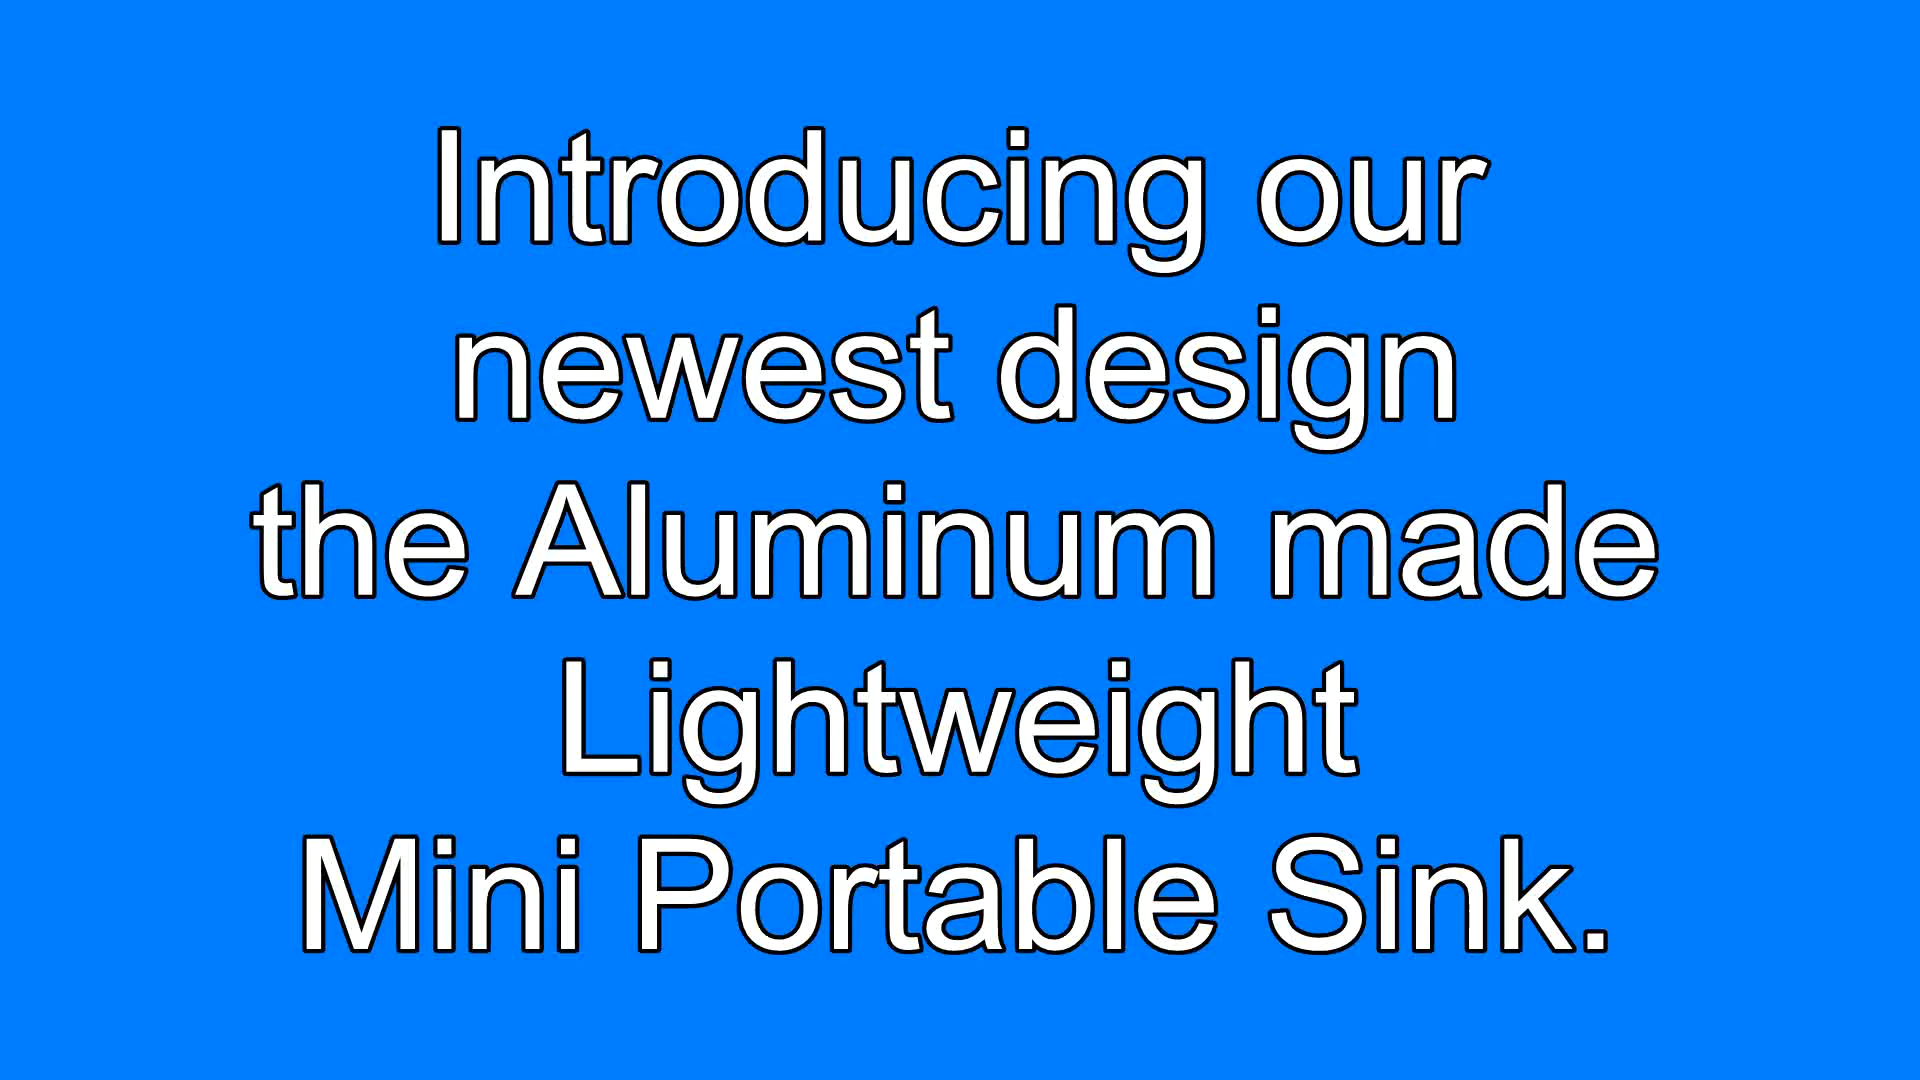 Introducing our
newest design
the Aluminum made
Lightweight
Mini Portable Sink.